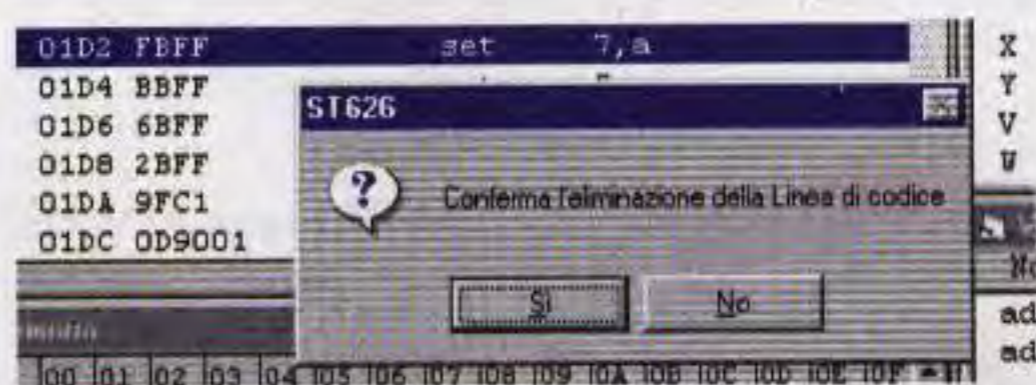 01D2 FBFF set 7,a
01D4 BBFF
01D6 6BFF
01D8 2BFF
01DA 9FC1
01DC 0D9001
X
Y
V
W
ST626
Conferma l'eliminazione della Linea di codice
Sì
No
No
ad
ad
00 01 02 03 04 05 06 07 08 09 0A 0B 0C 0D 0E 0F